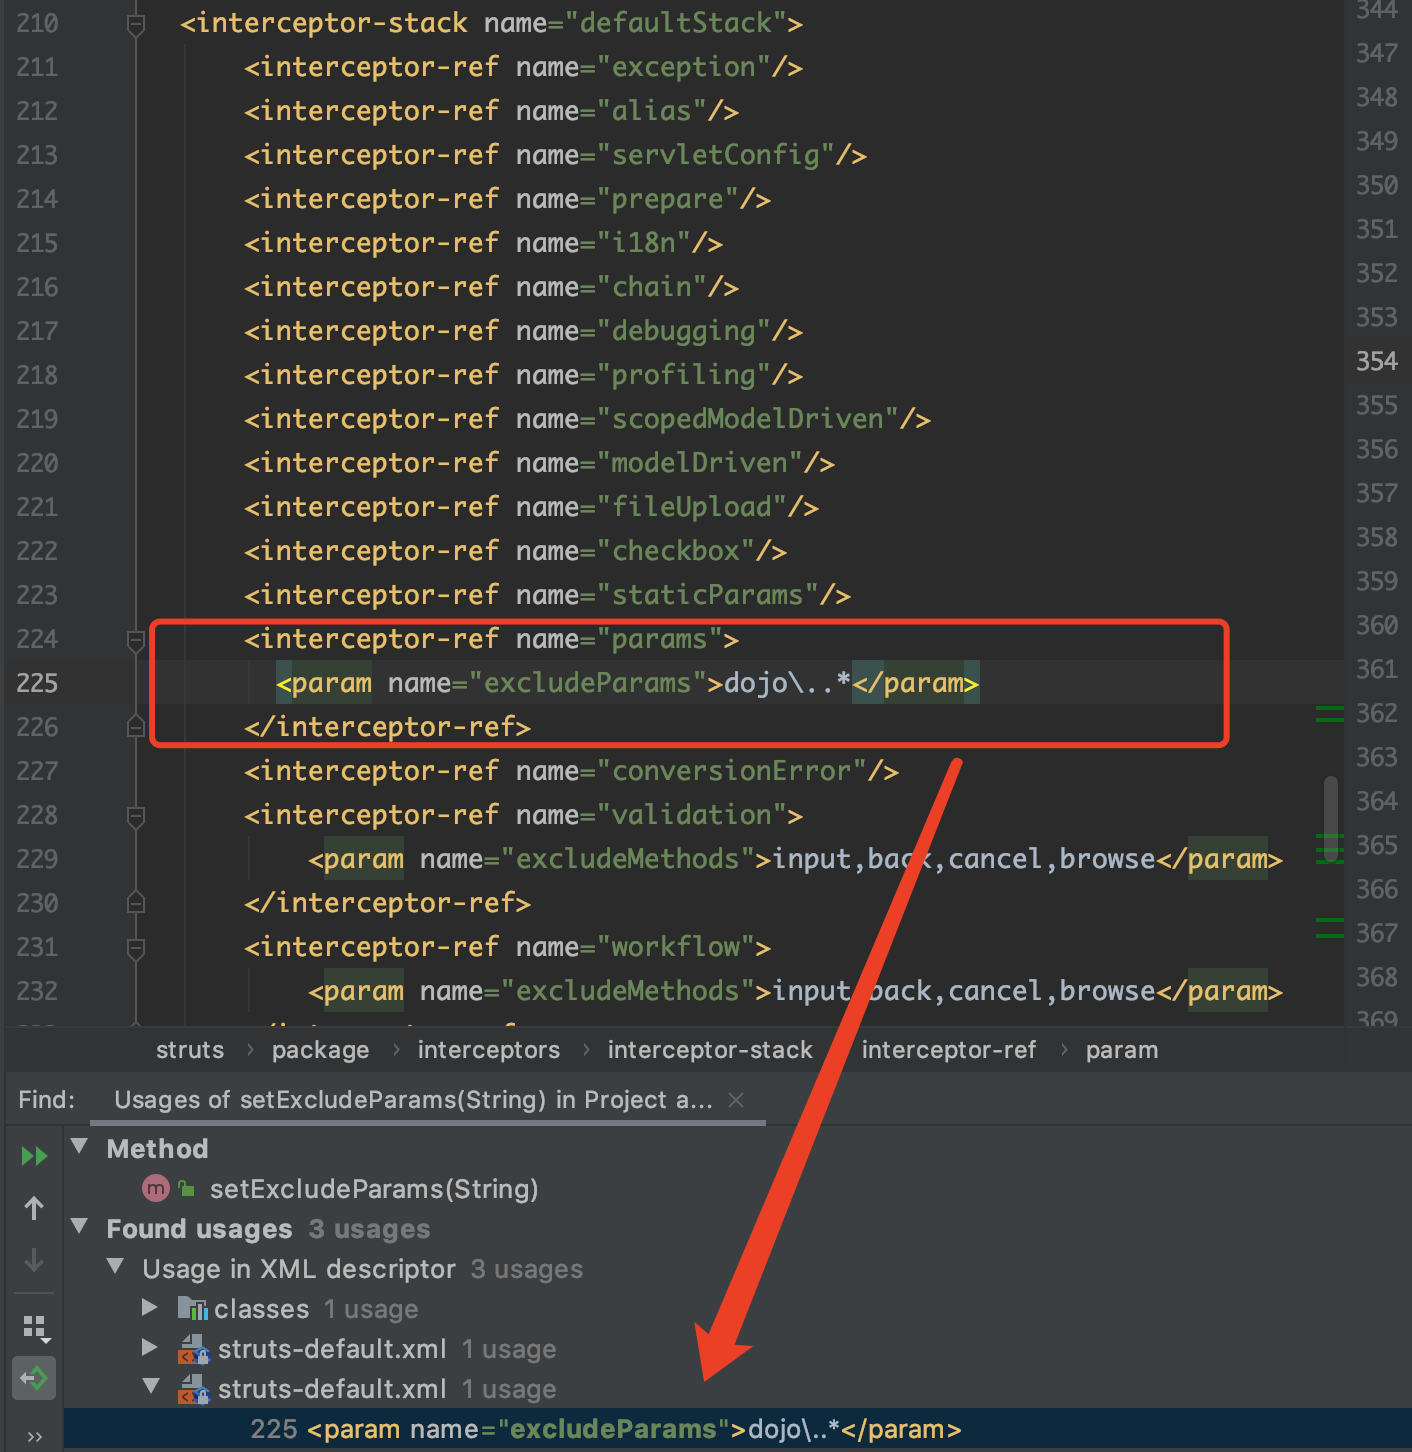 210 <interceptor-stack name="defaultStack">
211 <interceptor-ref name="exception"/>
212 <interceptor-ref name="alias"/>
213 <interceptor-ref name="servletConfig"/>
214 <interceptor-ref name="prepare"/>
215 <interceptor-ref name="i18n"/>
216 <interceptor-ref name="chain"/>
217 <interceptor-ref name="debugging"/>
218 <interceptor-ref name="profiling"/>
219 <interceptor-ref name="scopedModelDriven"/>
220 <interceptor-ref name="modelDriven"/>
221 <interceptor-ref name="fileUpload"/>
222 <interceptor-ref name="checkbox"/>
223 <interceptor-ref name="staticParams"/>
224 <interceptor-ref name="params">
225 <param name="excludeParams">dojo\..*</param>
226 </interceptor-ref>
227 <interceptor-ref name="conversionError"/>
228 <interceptor-ref name="validation">
229 <param name="excludeMethods">input,back,cancel,browse</param>
230 </interceptor-ref>
231 <interceptor-ref name="workflow">
232 <param name="excludeMethods">input,back,cancel,browse</param>
344
347
348
349
350
351
352
353
354
355
356
357
358
359
360
361
362
363
364
365
366
367
368
369
struts › package › interceptors › interceptor-stack › interceptor-ref › param
Find: Usages of setExcludeParams(String) in Project a... ×
Method
m setExcludeParams(String)
Found usages 3 usages
Usage in XML descriptor 3 usages
classes 1 usage
struts-default.xml 1 usage
struts-default.xml 1 usage
225 <param name="excludeParams">dojo\..*</param>